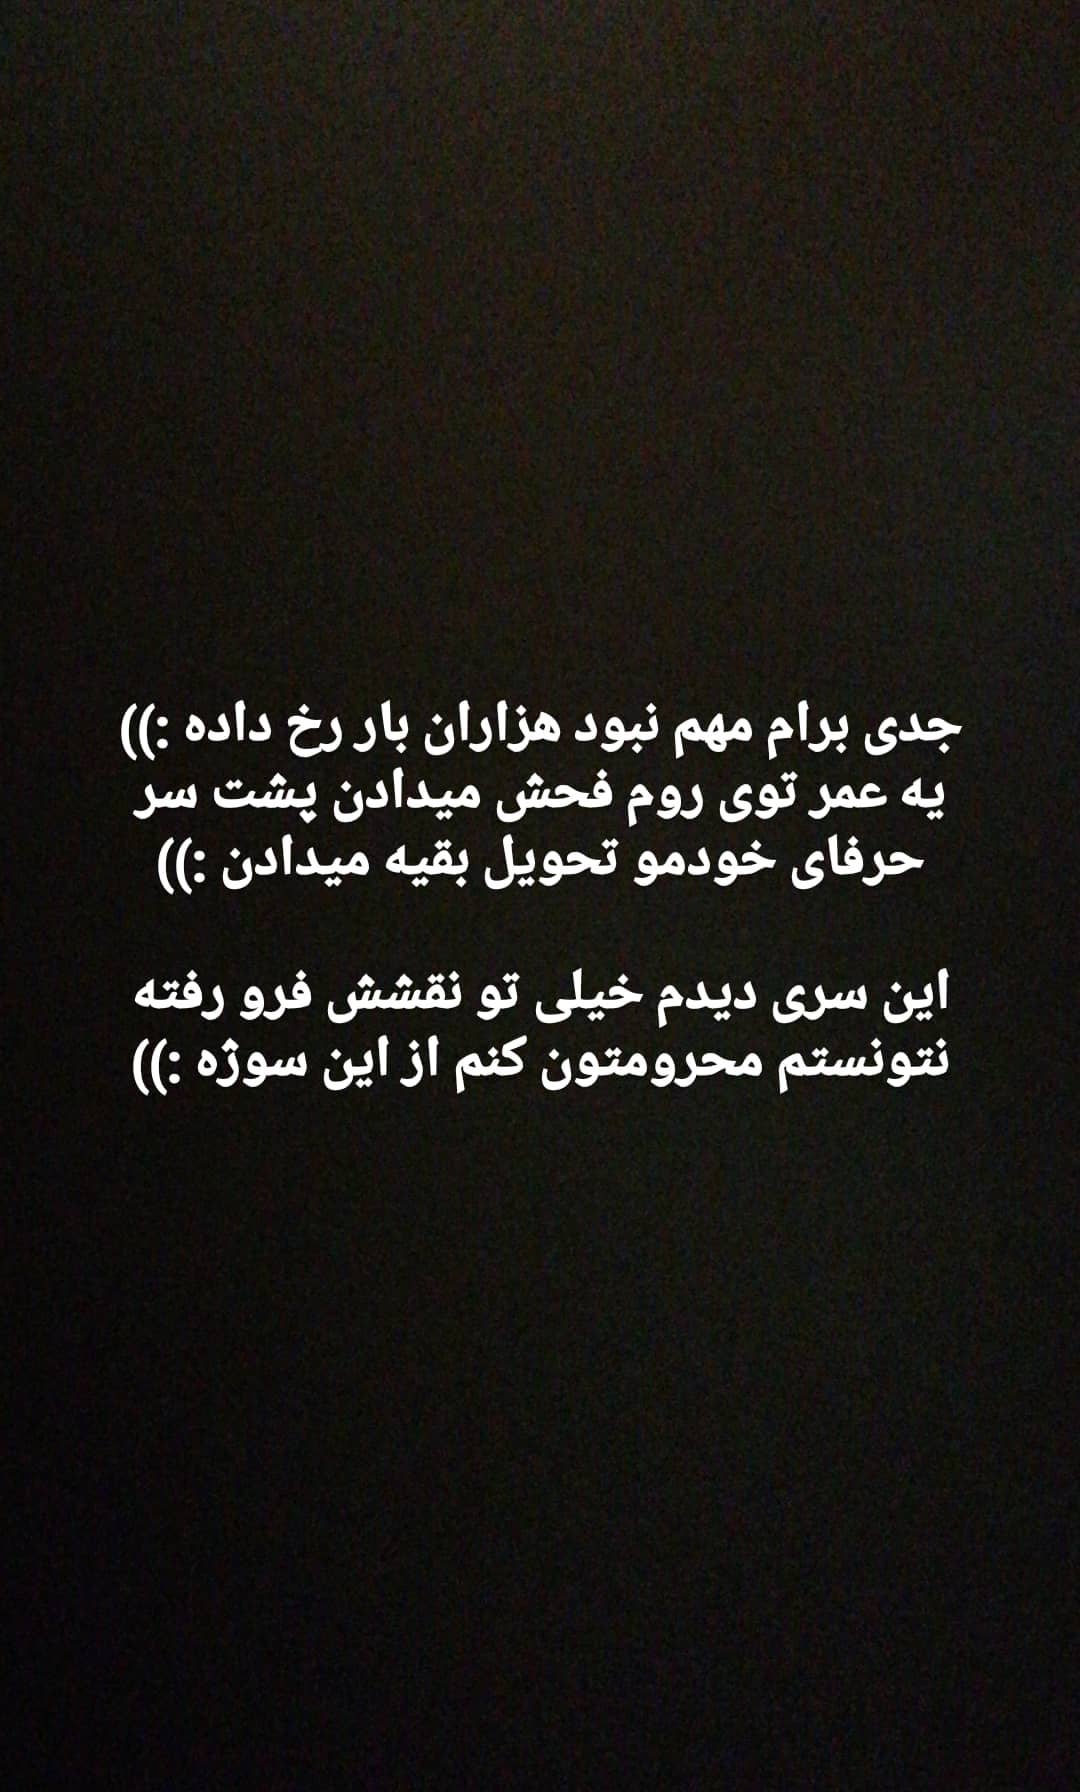 جدی برام مهم نبود هزاران بار رخ داده :))
یه عمر توی روم فحش میدادن پشت سر
حرفای خودمو تحویل بقیه میدادن :))
این سری دیدم خیلی تو نقشش فرو رفته
نتونستم محرومتون کنم از این سوژه :))